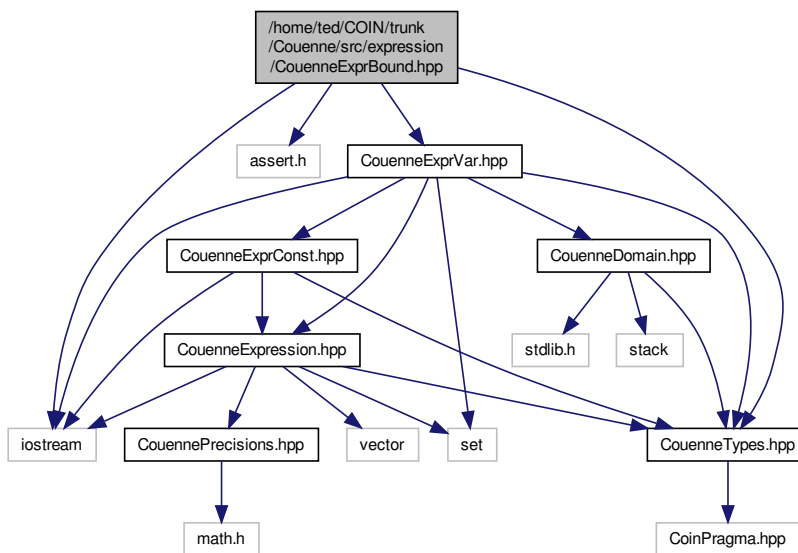 /home/ted/COIN/trunk
/Couenne/src/expression
/CouenneExprBound.hpp
assert.h
CouenneExprVar.hpp
CouenneExprConst.hpp
CouenneDomain.hpp
CouenneExpression.hpp
stdlib.h
stack
iostream
CouennePrecisions.hpp
vector
set
CouenneTypes.hpp
math.h
CoinPragma.hpp